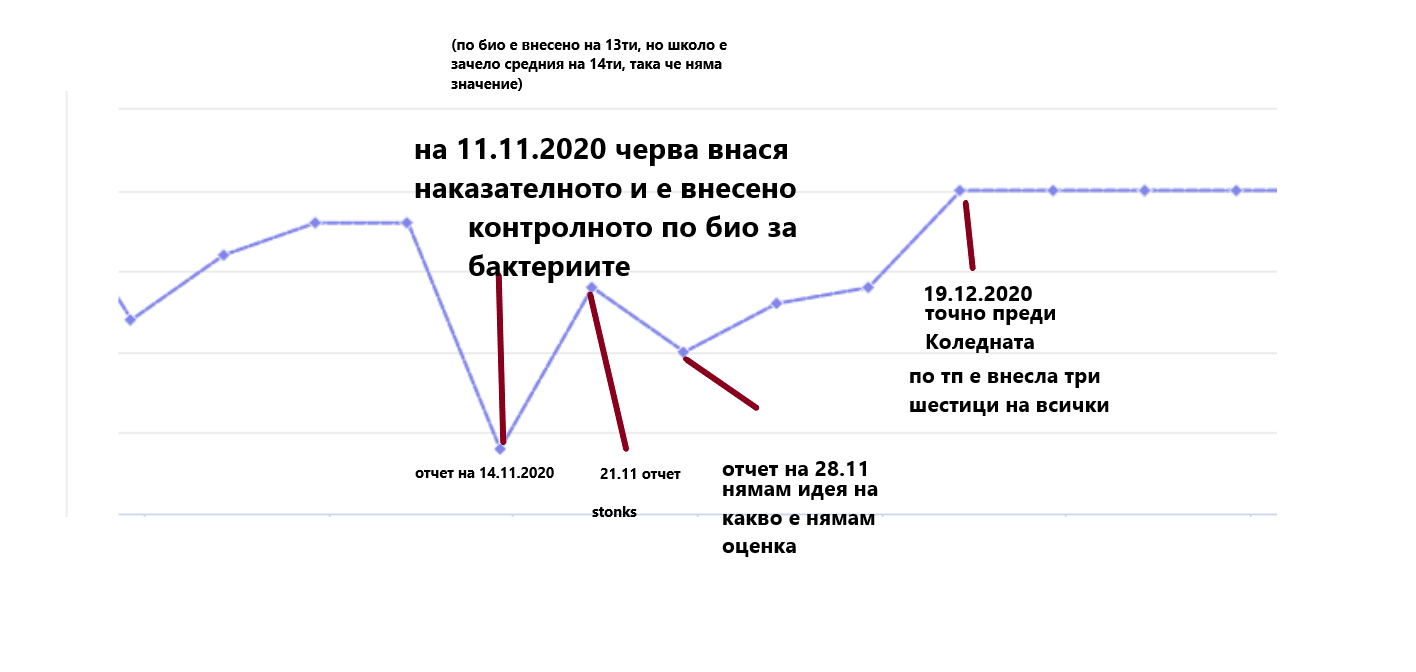 (по био е внесено на 13ти, но школо е
зачело средния на 14ти, така че няма
значение)
на 11.11.2020 черва внася
наказателното и е внесено
контролното по био за
бактериите
19.12.2020
точно преди
Коледната
по тп е внесла три
шестици на всички
отчет на 14.11.2020
21.11 отчет
stonks
отчет на 28.11
нямам идея на
какво е нямам
оценка